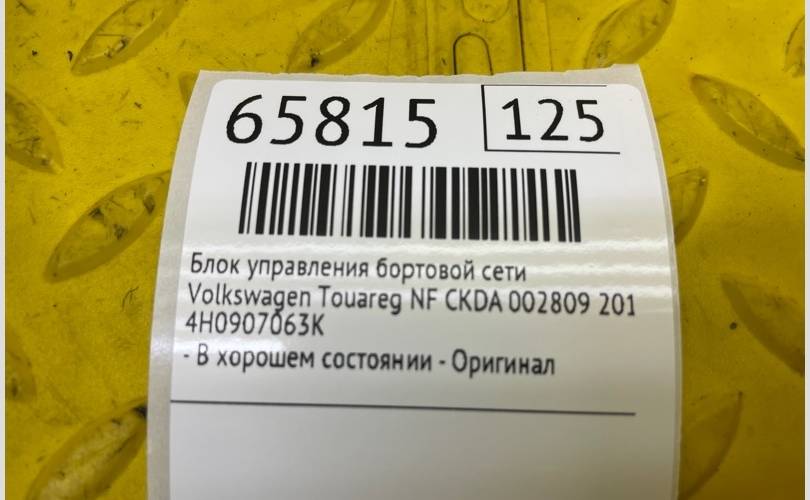 65815 125
Блок управления бортовой сети
Volkswagen Touareg NF CKDA 002809 201
4H0907063K
- В хорошем состоянии - Оригинал